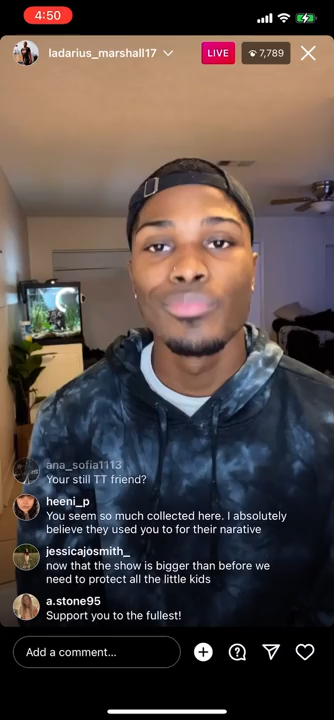 4:50
ladarius_marshall17
LIVE
7,789
ana_sofia1113
Your still TT friend?
heeni_p
You seem so much collected here. I absolutely
believe they used you to for their narative
jessicajosmith_
now that the show is bigger than before we
need to protect all the little kids
a.stone95
Support you to the fullest!
Add a comment...